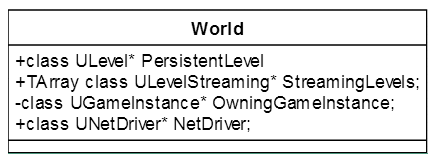 World
+class ULevel* PersistentLevel
+TArray class ULevelStreaming* StreamingLevels;
-class UGameInstance* OwningGameInstance;
+class UNetDriver* NetDriver;